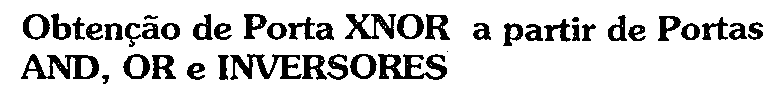 Obtenção de Porta XNOR a partir de Portas
AND, OR e INVERSORES